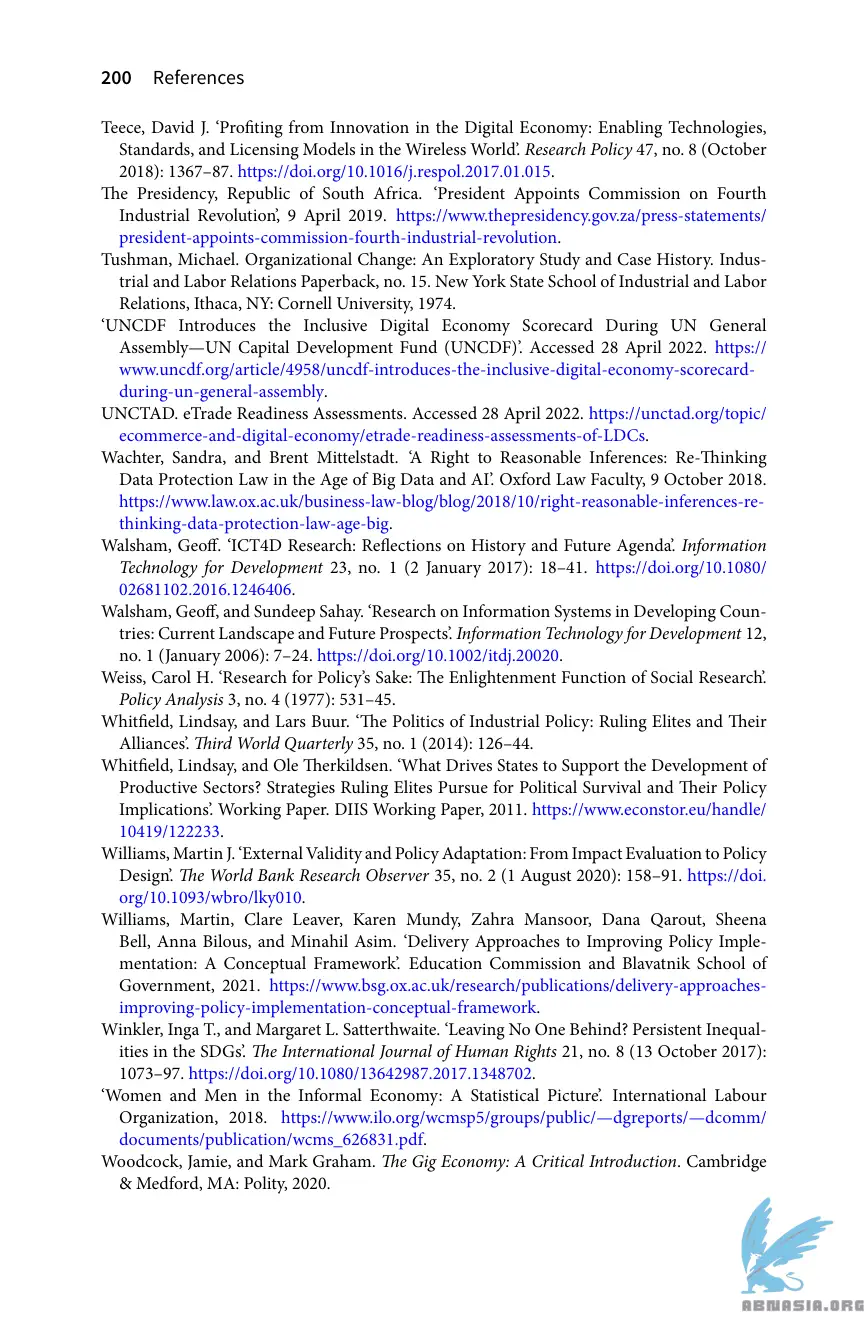 200 References
Teece, David J. ‘Profiting from Innovation in the Digital Economy: Enabling Technologies,
Standards, and Licensing Models in the Wireless World’. Research Policy 47, no. 8 (October
2018): 1367–87. https://doi.org/10.1016/j.respol.2017.01.015.
The Presidency, Republic of South Africa. ‘President Appoints Commission on Fourth
Industrial Revolution’, 9 April 2019. https://www.thepresidency.gov.za/press-statements/
president-appoints-commission-fourth-industrial-revolution.
Tushman, Michael. Organizational Change: An Exploratory Study and Case History. Indus-
trial and Labor Relations Paperback, no. 15. New York State School of Industrial and Labor
Relations, Ithaca, NY: Cornell University, 1974.
‘UNCDF Introduces the Inclusive Digital Economy Scorecard During UN General
Assembly—UN Capital Development Fund (UNCDF)’. Accessed 28 April 2022. https://
www.uncdf.org/article/4958/uncdf-introduces-the-inclusive-digital-economy-scorecard-
during-un-general-assembly.
UNCTAD. eTrade Readiness Assessments. Accessed 28 April 2022. https://unctad.org/topic/
ecommerce-and-digital-economy/etrade-readiness-assessments-of-LDCs.
Wachter, Sandra, and Brent Mittelstadt. ‘A Right to Reasonable Inferences: Re-Thinking
Data Protection Law in the Age of Big Data and AI’. Oxford Law Faculty, 9 October 2018.
https://www.law.ox.ac.uk/business-law-blog/blog/2018/10/right-reasonable-inferences-re-
thinking-data-protection-law-age-big.
Walsham, Geoff. ‘ICT4D Research: Reflections on History and Future Agenda’. Information
Technology for Development 23, no. 1 (2 January 2017): 18–41. https://doi.org/10.1080/
02681102.2016.1246406.
Walsham, Geoff, and Sundeep Sahay. ‘Research on Information Systems in Developing Coun-
tries: Current Landscape and Future Prospects’. Information Technology for Development 12,
no. 1 (January 2006): 7–24. https://doi.org/10.1002/itdj.20020.
Weiss, Carol H. ‘Research for Policy’s Sake: The Enlightenment Function of Social Research’.
Policy Analysis 3, no. 4 (1977): 531–45.
Whitfield, Lindsay, and Lars Buur. ‘The Politics of Industrial Policy: Ruling Elites and Their
Alliances’. Third World Quarterly 35, no. 1 (2014): 126–44.
Whitfield, Lindsay, and Ole Therkildsen. ‘What Drives States to Support the Development of
Productive Sectors? Strategies Ruling Elites Pursue for Political Survival and Their Policy
Implications’. Working Paper. DIIS Working Paper, 2011. https://www.econstor.eu/handle/
10419/122233.
Williams, Martin J. ‘External Validity and Policy Adaptation: From Impact Evaluation to Policy
Design’. The World Bank Research Observer 35, no. 2 (1 August 2020): 158–91. https://doi.
org/10.1093/wbro/lky010.
Williams, Martin, Clare Leaver, Karen Mundy, Zahra Mansoor, Dana Qarout, Sheena
Bell, Anna Bilous, and Minahil Asim. ‘Delivery Approaches to Improving Policy Imple-
mentation: A Conceptual Framework’. Education Commission and Blavatnik School of
Government, 2021. https://www.bsg.ox.ac.uk/research/publications/delivery-approaches-
improving-policy-implementation-conceptual-framework.
Winkler, Inga T., and Margaret L. Satterthwaite. ‘Leaving No One Behind? Persistent Inequal-
ities in the SDGs’. The International Journal of Human Rights 21, no. 8 (13 October 2017):
1073–97. https://doi.org/10.1080/13642987.2017.1348702.
‘Women and Men in the Informal Economy: A Statistical Picture’. International Labour
Organization, 2018. https://www.ilo.org/wcmsp5/groups/public/—dgreports/—dcomm/
documents/publication/wcms_626831.pdf.
Woodcock, Jamie, and Mark Graham. The Gig Economy: A Critical Introduction. Cambridge
& Medford, MA: Polity, 2020.
ABNASIA.ORG